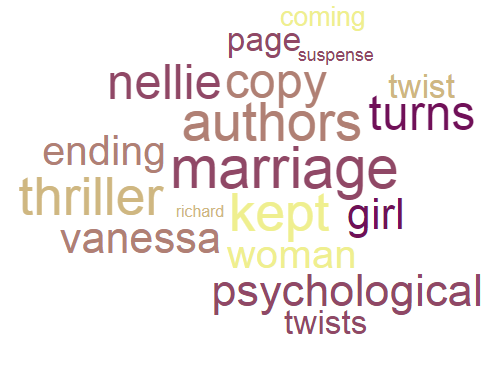 coming
page
suspense
nellie copy twist
authors turns
ending marriage
thriller richard kept girl
vanessa woman
psychological
twists